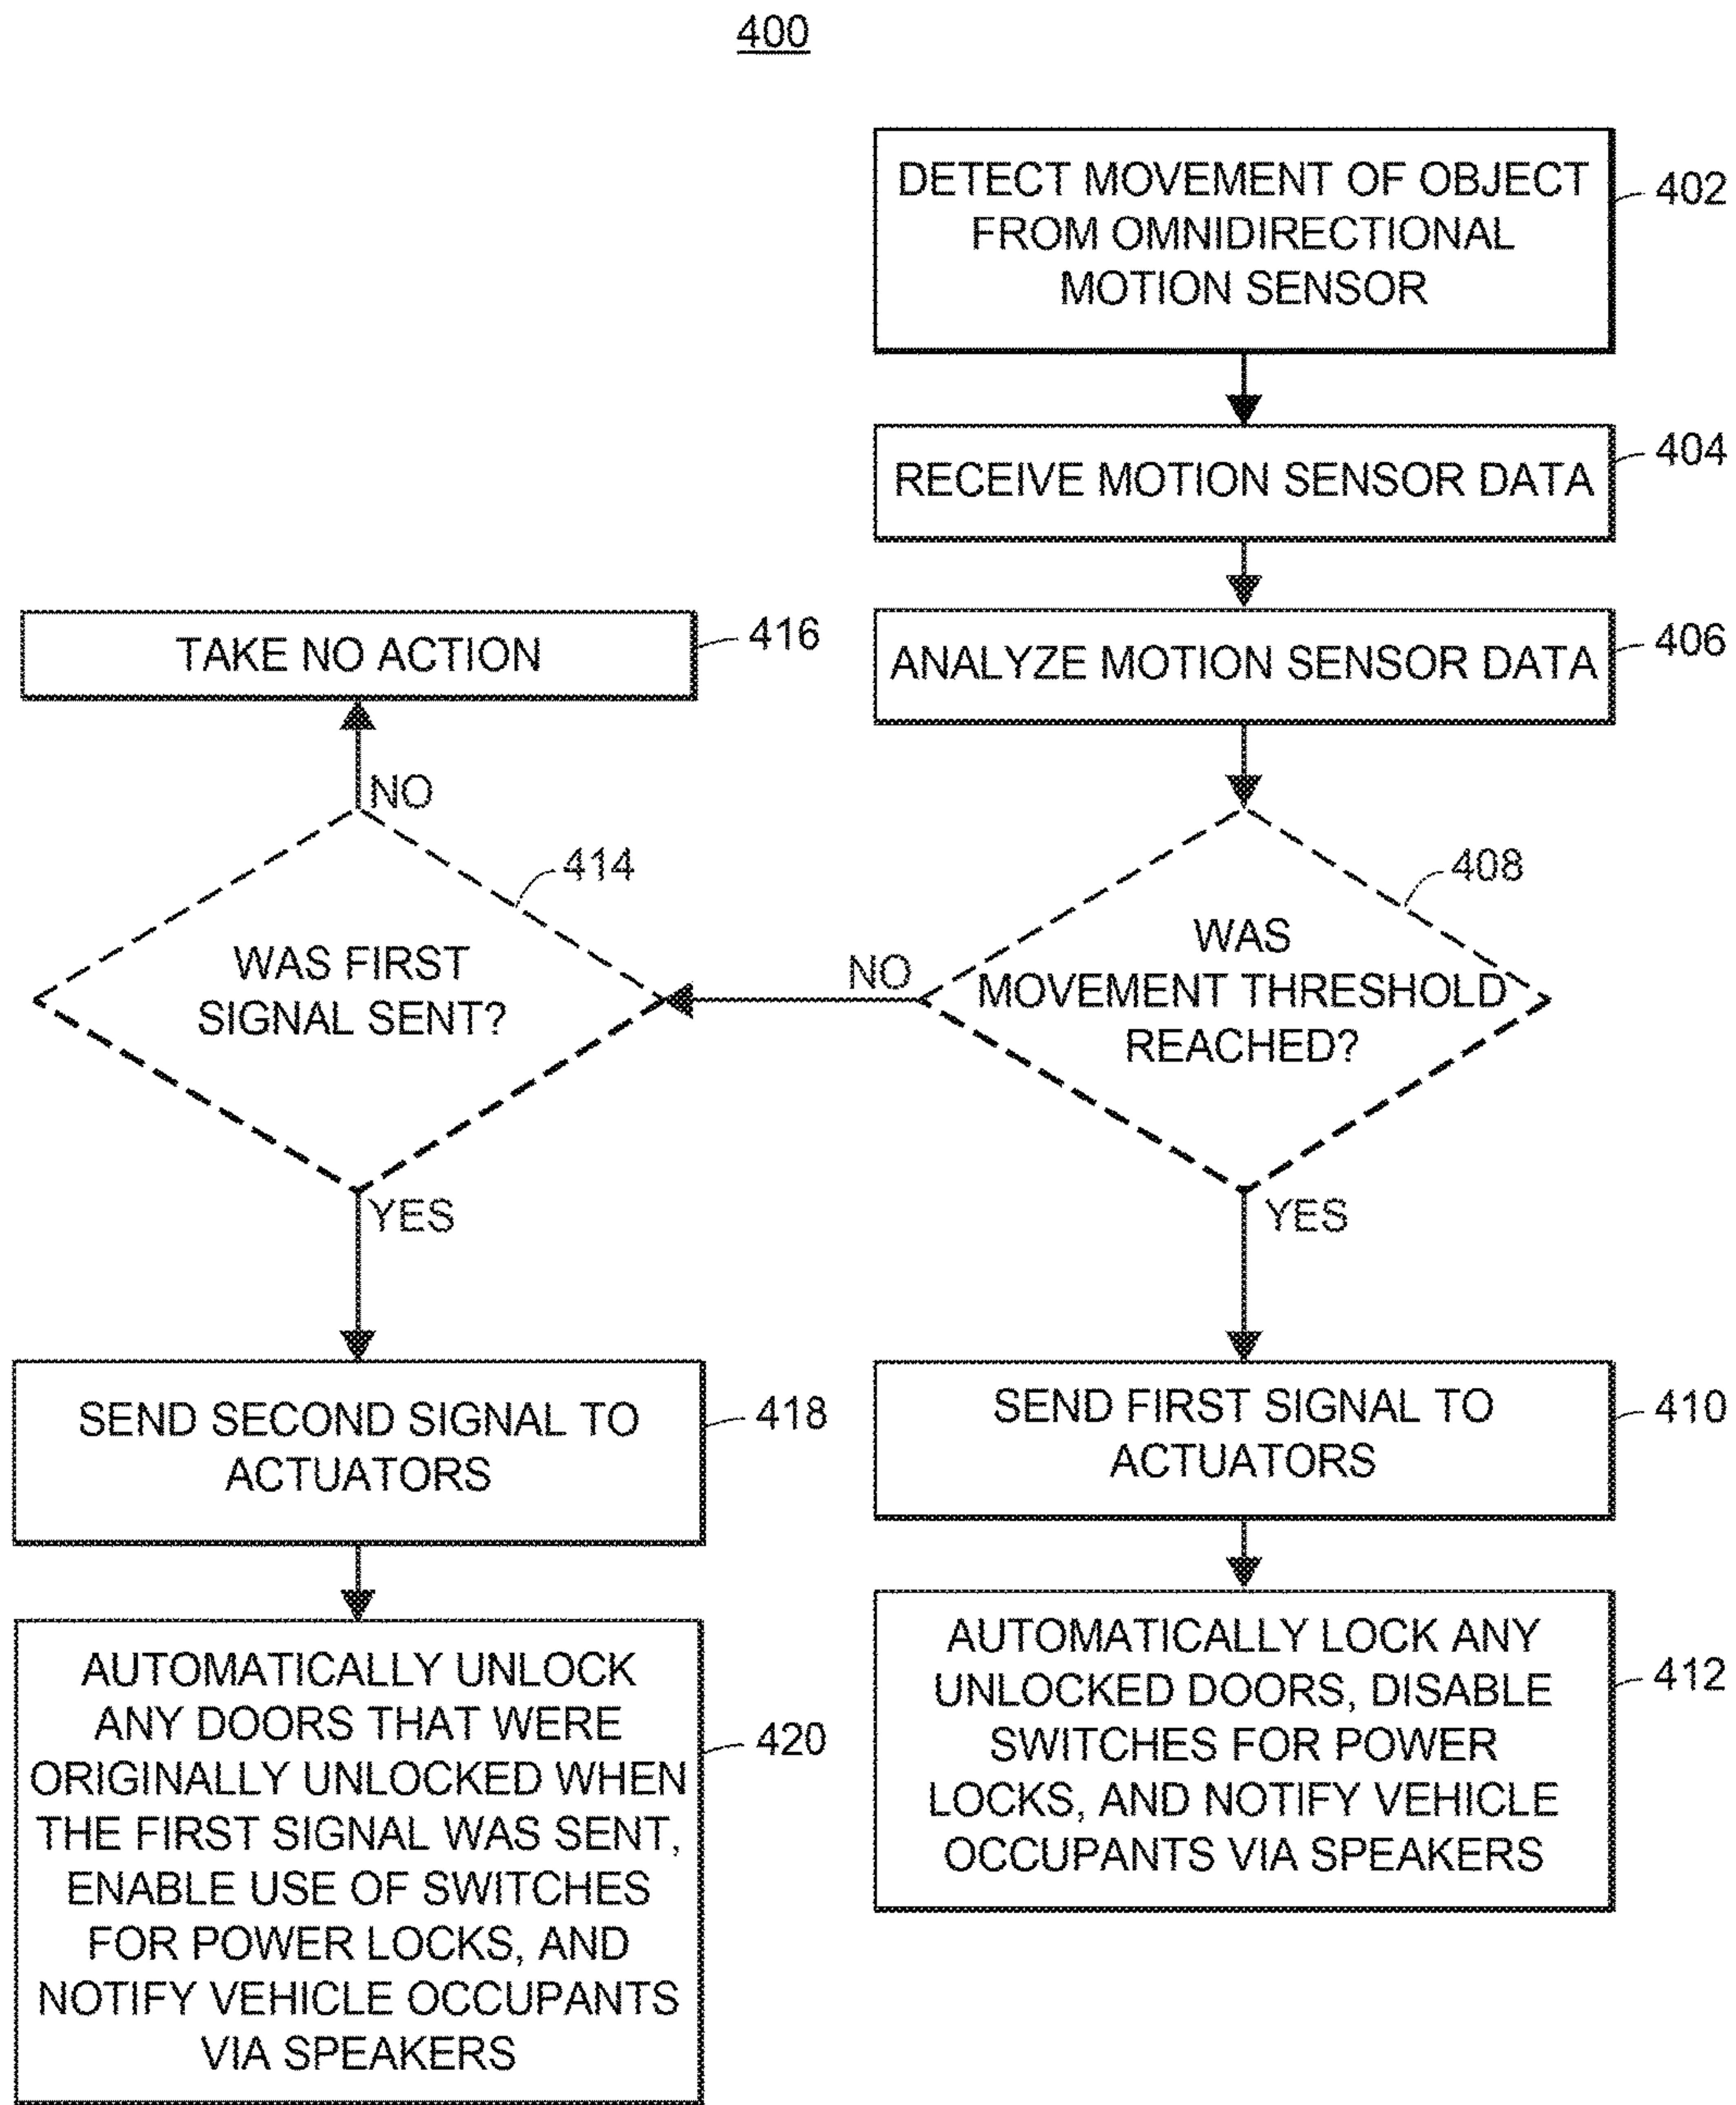 400
DETECT MOVEMENT OF OBJECT
FROM OMNIDIRECTIONAL
MOTION SENSOR
402
RECEIVE MOTION SENSOR DATA
404
ANALYZE MOTION SENSOR DATA
406
TAKE NO ACTION
416
NO
414
WAS FIRST
SIGNAL SENT?
NO
408
WAS
MOVEMENT THRESHOLD
REACHED?
YES
YES
SEND SECOND SIGNAL TO
ACTUATORS
418
SEND FIRST SIGNAL TO
ACTUATORS
410
AUTOMATICALLY UNLOCK
ANY DOORS THAT WERE
ORIGINALLY UNLOCKED WHEN
THE FIRST SIGNAL WAS SENT,
ENABLE USE OF SWITCHES
FOR POWER LOCKS, AND
NOTIFY VEHICLE OCCUPANTS
VIA SPEAKERS
420
AUTOMATICALLY LOCK ANY
UNLOCKED DOORS, DISABLE
SWITCHES FOR POWER
LOCKS, AND NOTIFY VEHICLE
OCCUPANTS VIA SPEAKERS
412